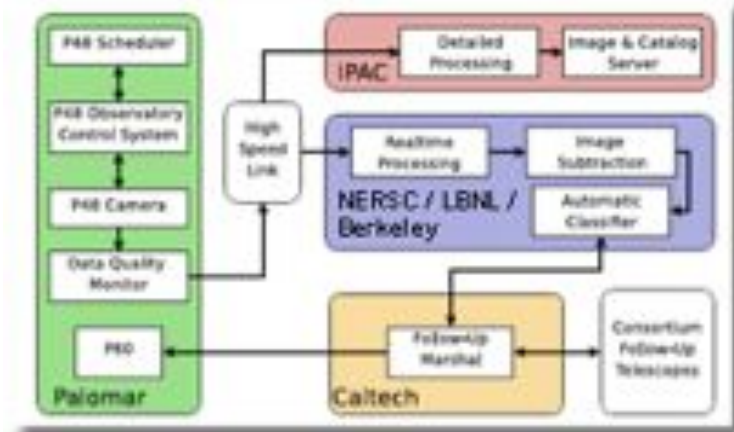 P48 Scheduler
P48 Observatory
Control System
P48 Camera
Data Quality
Monitor
P60
Palomar
High
Speed
Link
Detailed
Processing
Image & Catalog
Server
IPAC
Realtime
Processing
Image
Subtraction
Automatic
Classifier
NERSC / LBNL /
Berkeley
Follow-Up
Marshal
Caltech
Consortium
Follow-Up
Telescopes